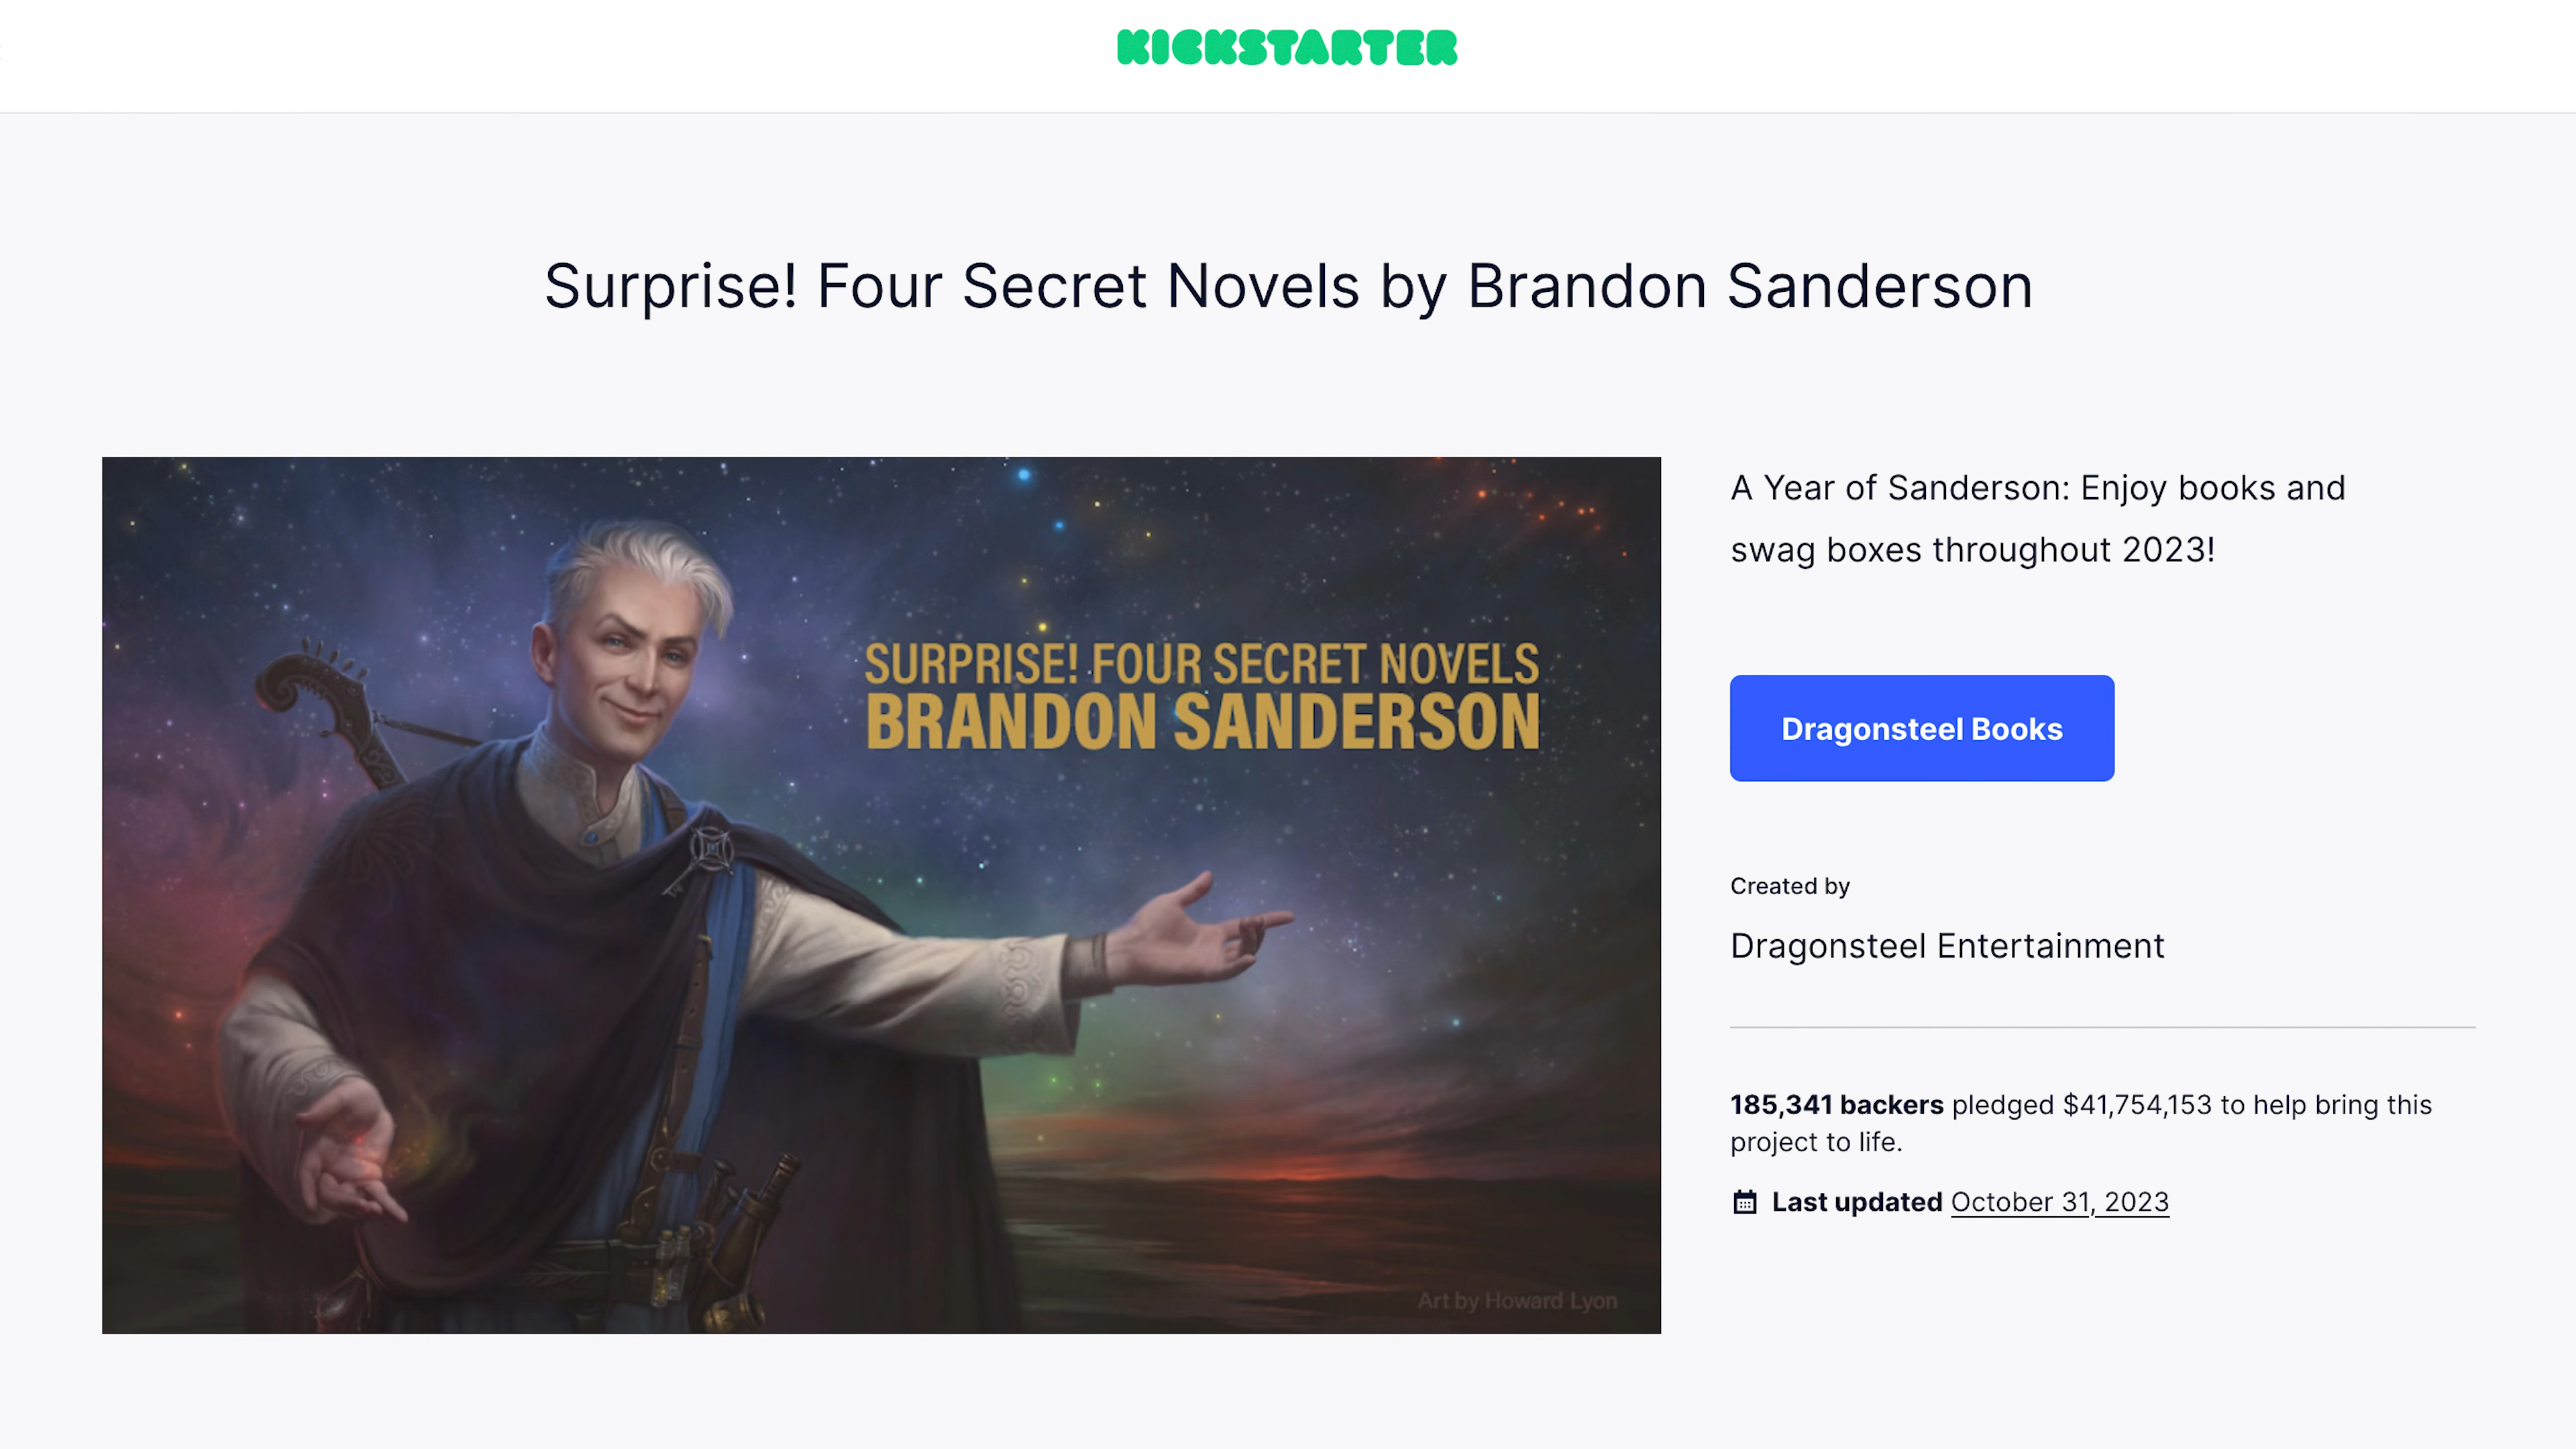 KICKSTARTER
Surprise! Four Secret Novels by Brandon Sanderson
SURPRISE! FOUR SECRET NOVELS
BRANDON SANDERSON
Art by Howard Lyon
A Year of Sanderson: Enjoy books and
swag boxes throughout 2023!
Dragonsteel Books
Created by
Dragonsteel Entertainment
185,341 backers pledged $41,754,153 to help bring this
project to life.
Last updated October 31, 2023